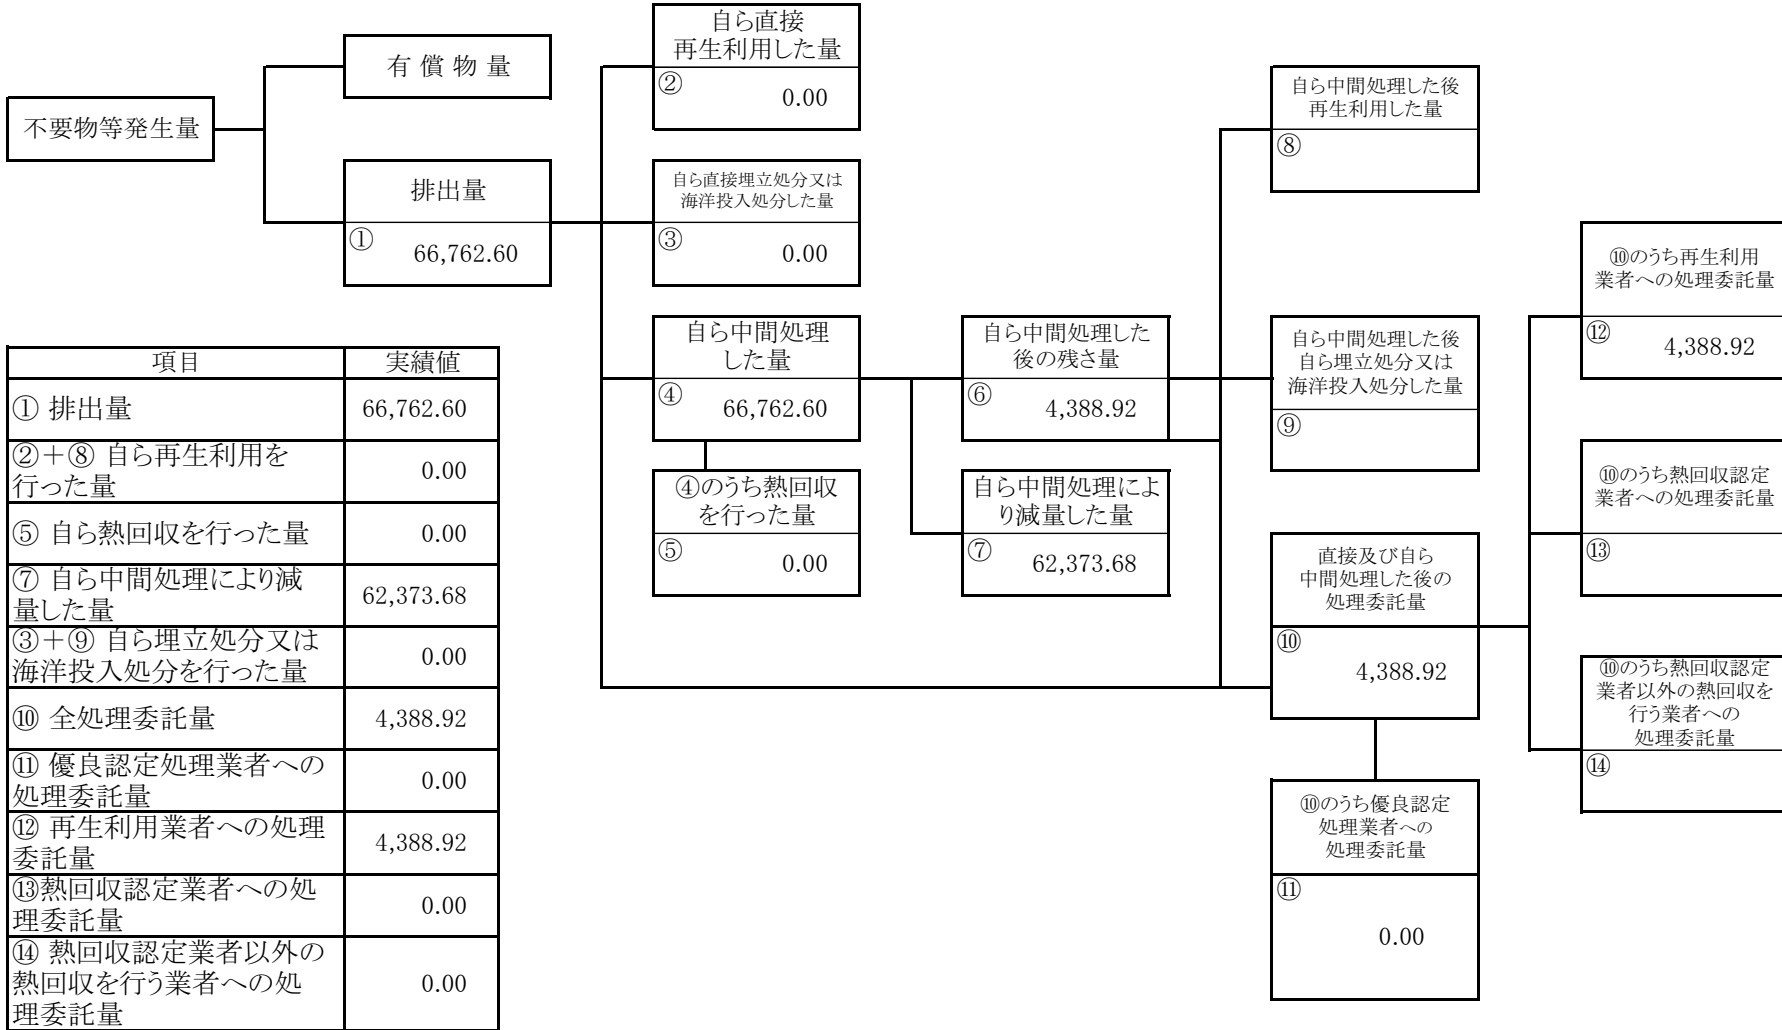 不要物等発生量
有 償 物 量
排出量
①
66,762.60
自ら直接
再生利用した量
②
0.00
自ら直接埋立処分又は
海洋投入処分した量
③
0.00
自ら中間処理
した量
④
66,762.60
④のうち熱回収
を行った量
⑤
0.00
自ら中間処理した
後の残さ量
⑥
4,388.92
自ら中間処理によ
り減量した量
⑦
62,373.68
自ら中間処理した後
再生利用した量
⑧
自ら中間処理した後
自ら埋立処分又は
海洋投入処分した量
⑨
直接及び自ら
中間処理した後の
処理委託量
⑩
4,388.92
⑩のうち優良認定
処理業者への
処理委託量
⑪
0.00
⑩のうち再生利用
業者への処理委託量
⑫
4,388.92
⑩のうち熱回収認定
業者への処理委託量
⑬
⑩のうち熱回収認定
業者以外の熱回収を
行う業者への
処理委託量
⑭
項目 実績値
① 排出量 66,762.60
②+⑧ 自ら再生利用を
行った量 0.00
⑤ 自ら熱回収を行った量 0.00
⑦ 自ら中間処理により減
量した量 62,373.68
③+⑨ 自ら埋立処分又は
海洋投入処分を行った量 0.00
⑩ 全処理委託量 4,388.92
⑪ 優良認定処理業者への
処理委託量 0.00
⑫ 再生利用業者への処理
委託量 4,388.92
⑬熱回収認定業者への処
理委託量 0.00
⑭ 熱回収認定業者以外の
熱回収を行う業者への処
理委託量 0.00